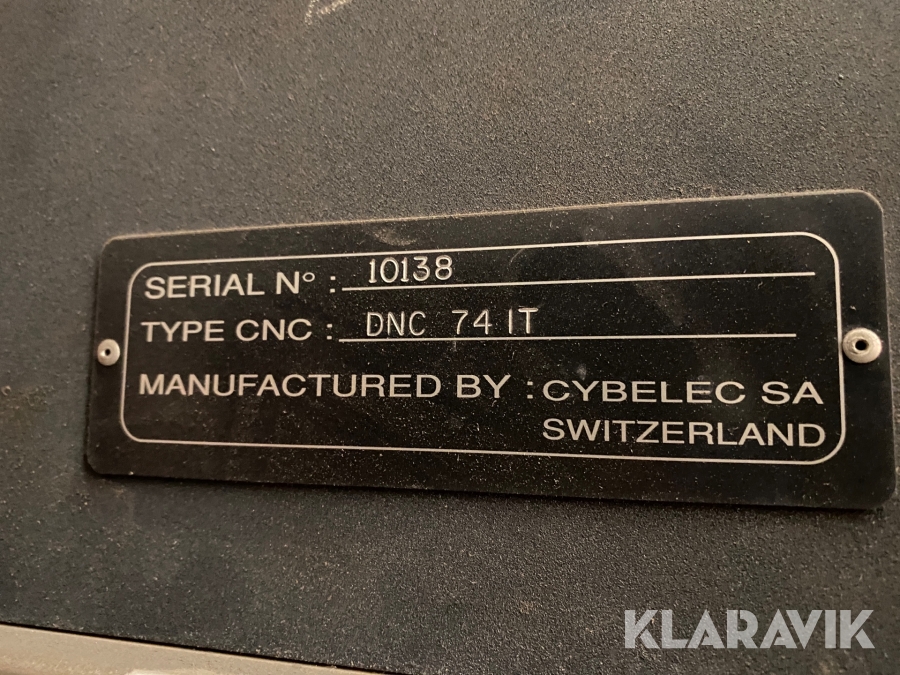 SERIAL N° : 10138
TYPE CNC : DNC 74 IT
MANUFACTURED BY : CYBELEC SA
SWITZERLAND
KLARAVIK